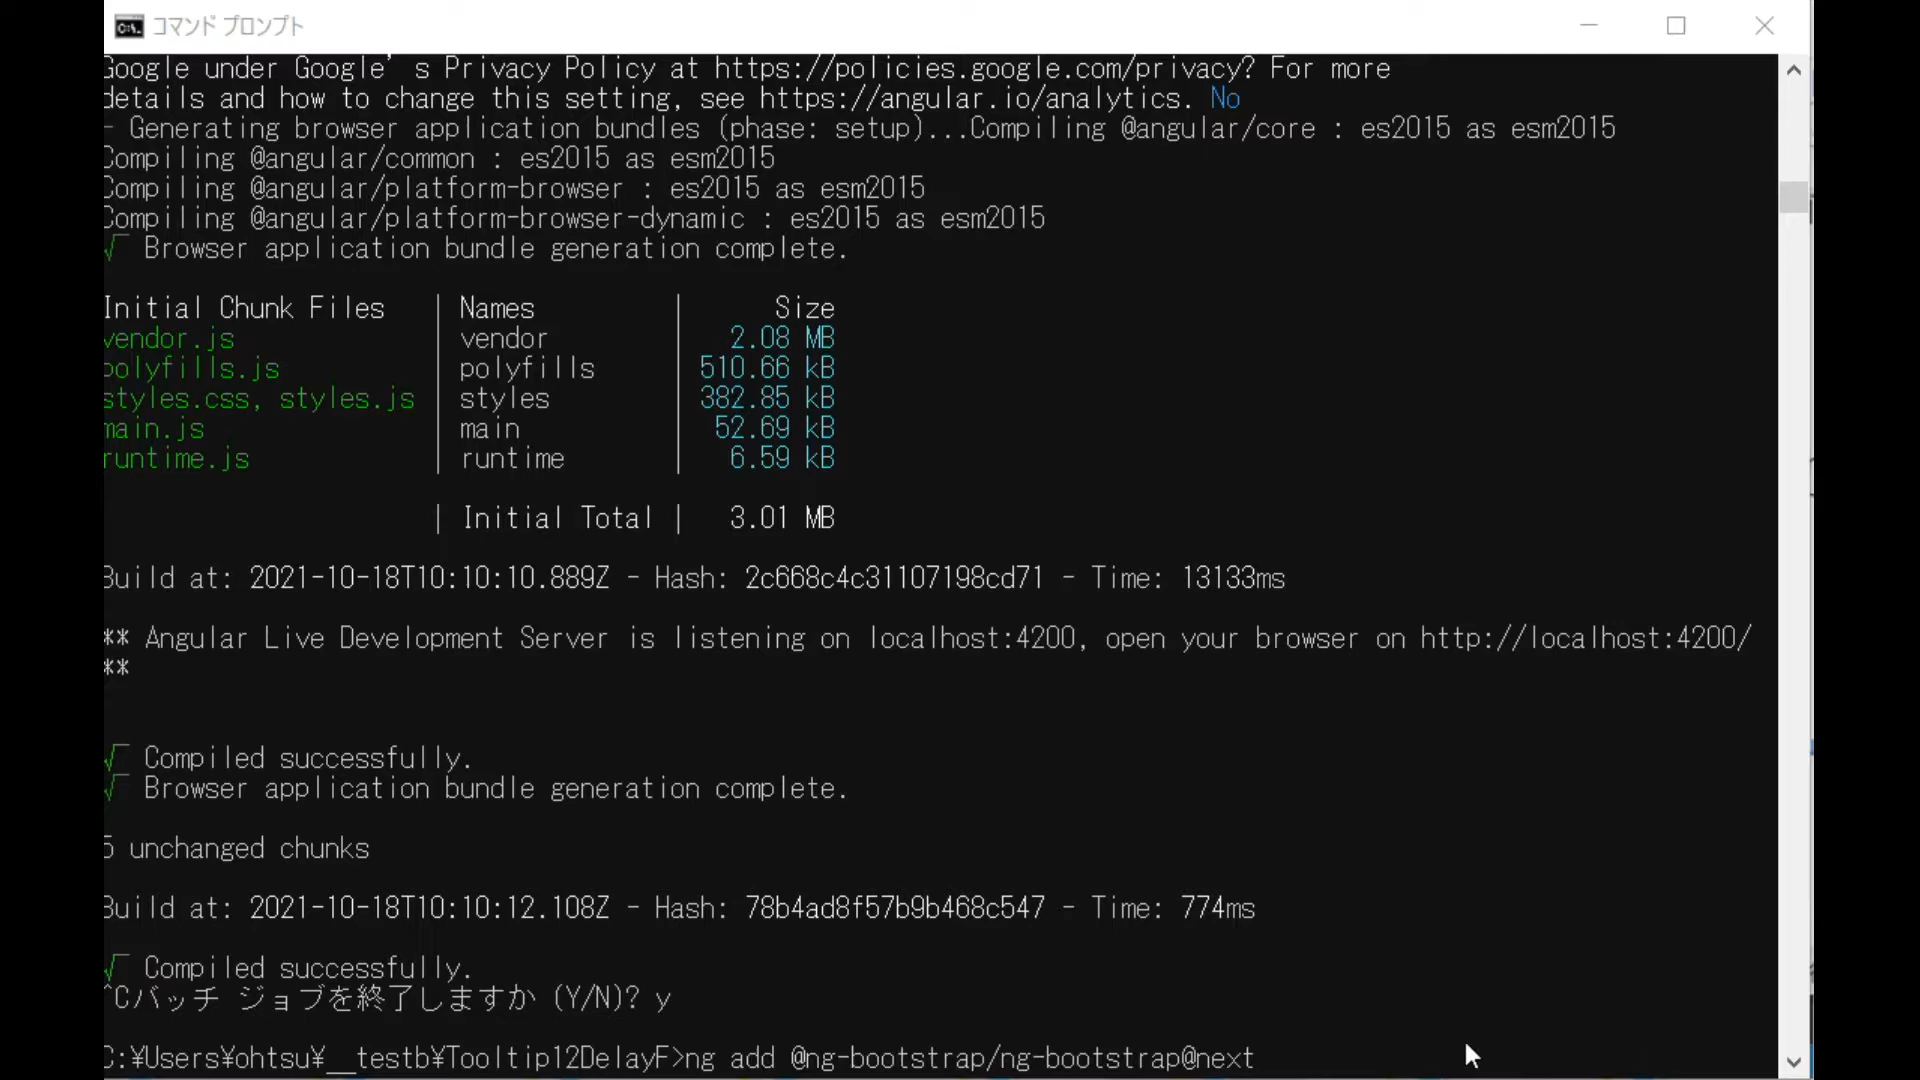 コマンド プロンプト
Google under Google's Privacy Policy at https://policies.google.com/privacy? For more
details and how to change this setting, see https://angular.io/analytics. No
- Generating browser application bundles (phase: setup)...Compiling @angular/core : es2015 as esm2015
Compiling @angular/common : es2015 as esm2015
Compiling @angular/platform-browser : es2015 as esm2015
Compiling @angular/platform-browser-dynamic : es2015 as esm2015
√ Browser application bundle generation complete.
Initial Chunk Files | Names | Size
vendor.js | vendor | 2.08 MB
polyfills.js | polyfills | 510.66 kB
styles.css, styles.js | styles | 382.85 kB
main.js | main | 52.69 kB
runtime.js | runtime | 6.59 kB
| Initial Total | 3.01 MB
Build at: 2021-10-18T10:10:10.889Z - Hash: 2c668c4c31107198cd71 - Time: 13133ms
** Angular Live Development Server is listening on localhost:4200, open your browser on http://localhost:4200/
**
√ Compiled successfully.
√ Browser application bundle generation complete.
5 unchanged chunks
Build at: 2021-10-18T10:10:12.108Z - Hash: 78b4ad8f57b9b468c547 - Time: 774ms
√ Compiled successfully.
^Cバッチ ジョブを終了しますか (Y/N)? y
C:¥Users¥ohtsu¥__testb¥Tooltip12DelayF>ng add @ng-bootstrap/ng-bootstrap@next